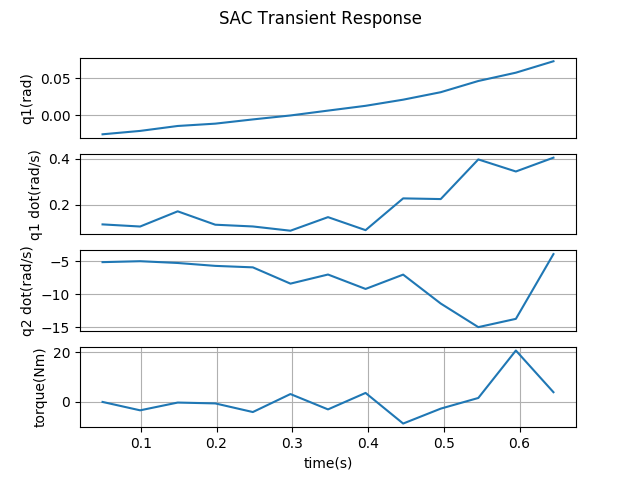 SAC Transient Response
q1(rad)
0.05
0.00
q1 dot(rad/s)
0.4
0.2
q2 dot(rad/s)
−5
−10
−15
torque(Nm)
20
0
0.1 0.2 0.3 0.4 0.5 0.6
time(s)